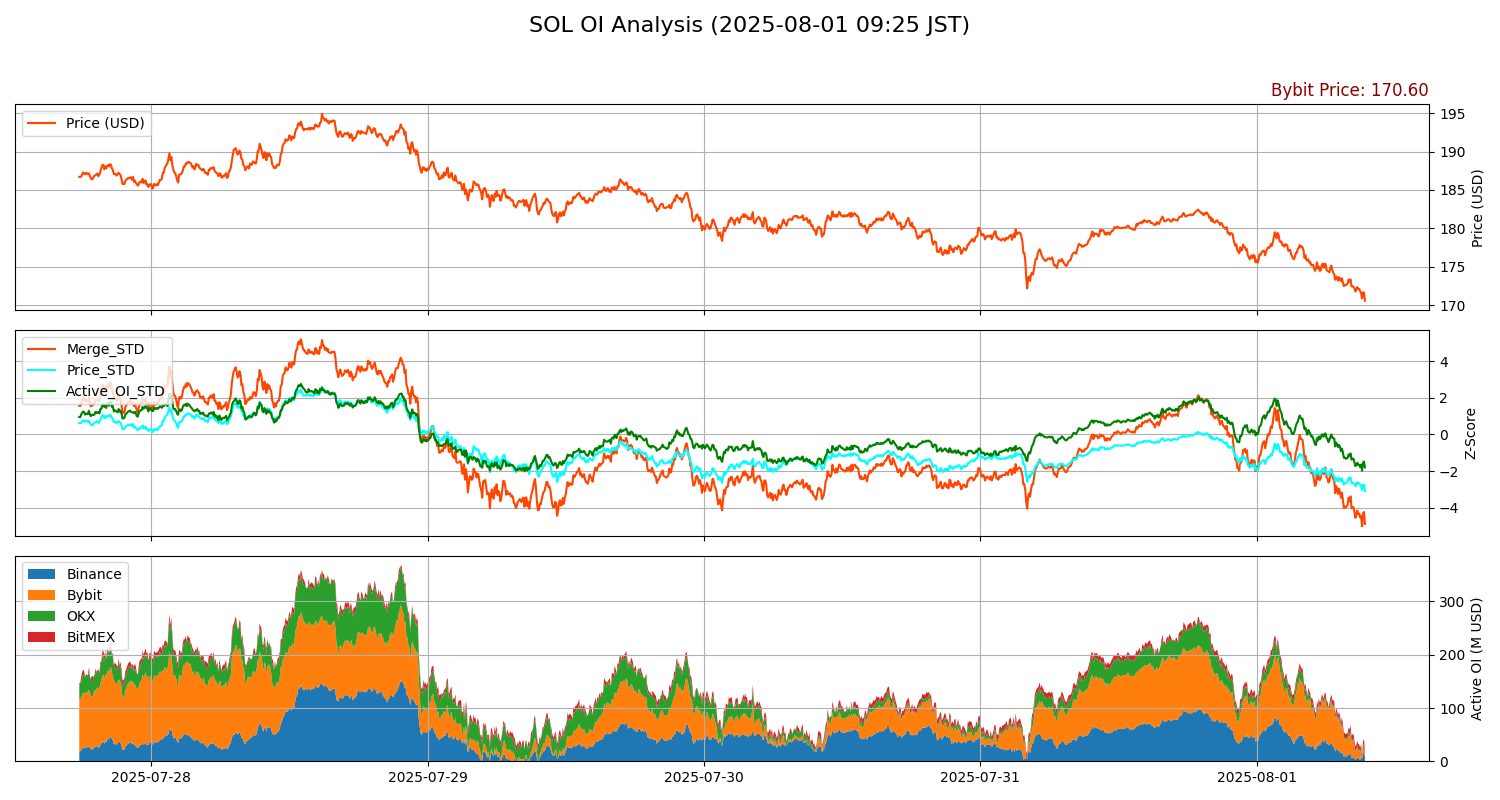 SOL OI Analysis (2025-08-01 09:25 JST)
Bybit Price: 170.60
Price (USD)
195
190
185
180
175
170
Price (USD)
Merge_STD
Price_STD
Active_OI_STD
4
2
0
−2
−4
Z-Score
Binance
Bybit
OKX
BitMEX
300
200
100
0
Active OI (M USD)
2025-07-28
2025-07-29
2025-07-30
2025-07-31
2025-08-01